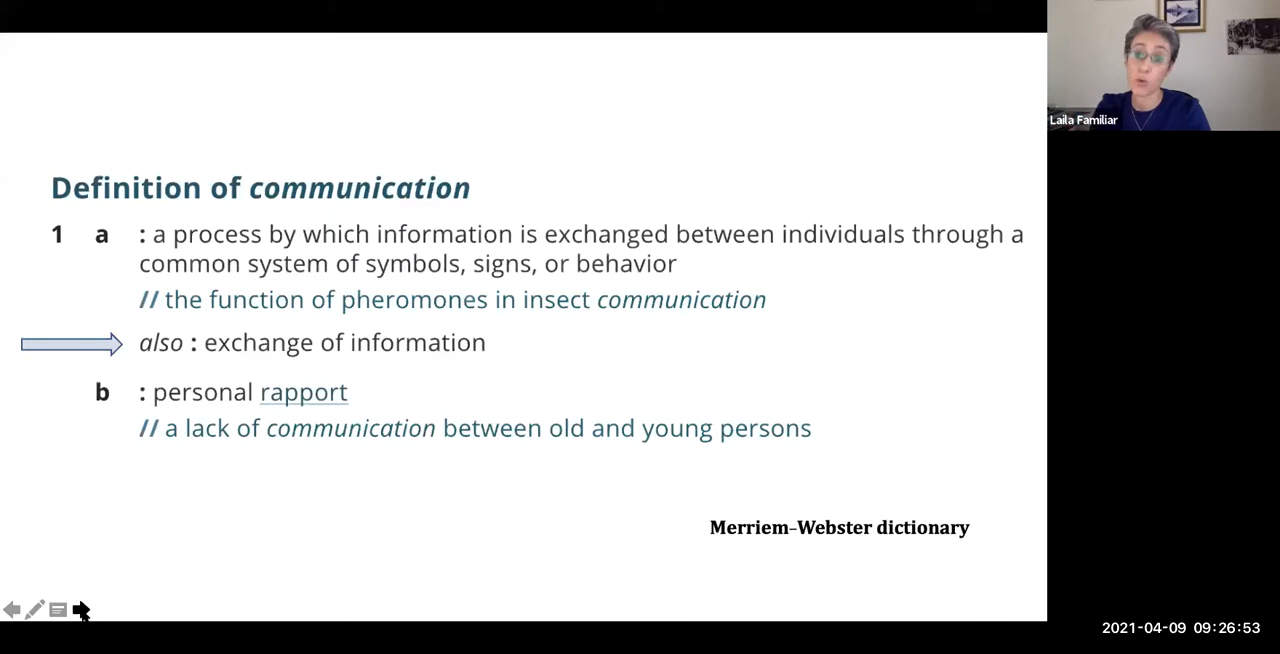 Laila Familiar
Definition of communication
1 a : a process by which information is exchanged between individuals through a
common system of symbols, signs, or behavior
// the function of pheromones in insect communication
also : exchange of information
b : personal rapport
// a lack of communication between old and young persons
Merriem-Webster dictionary
2021-04-09 09:26:53